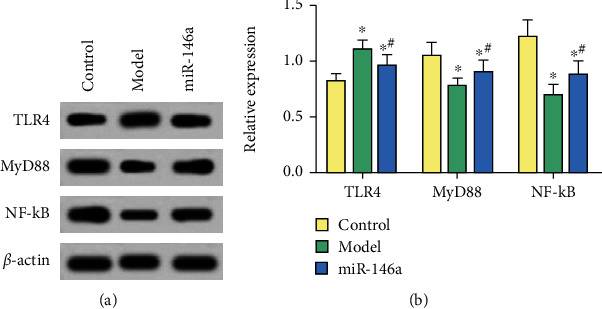 Control
Model
miR-146a
TLR4
MyD88
NF-kB
β-actin
(a)
Relative expression
1.5
1.0
0.5
0.0
*
*#
*
*#
*
*#
TLR4
MyD88
NF-kB
Control
Model
miR-146a
(b)